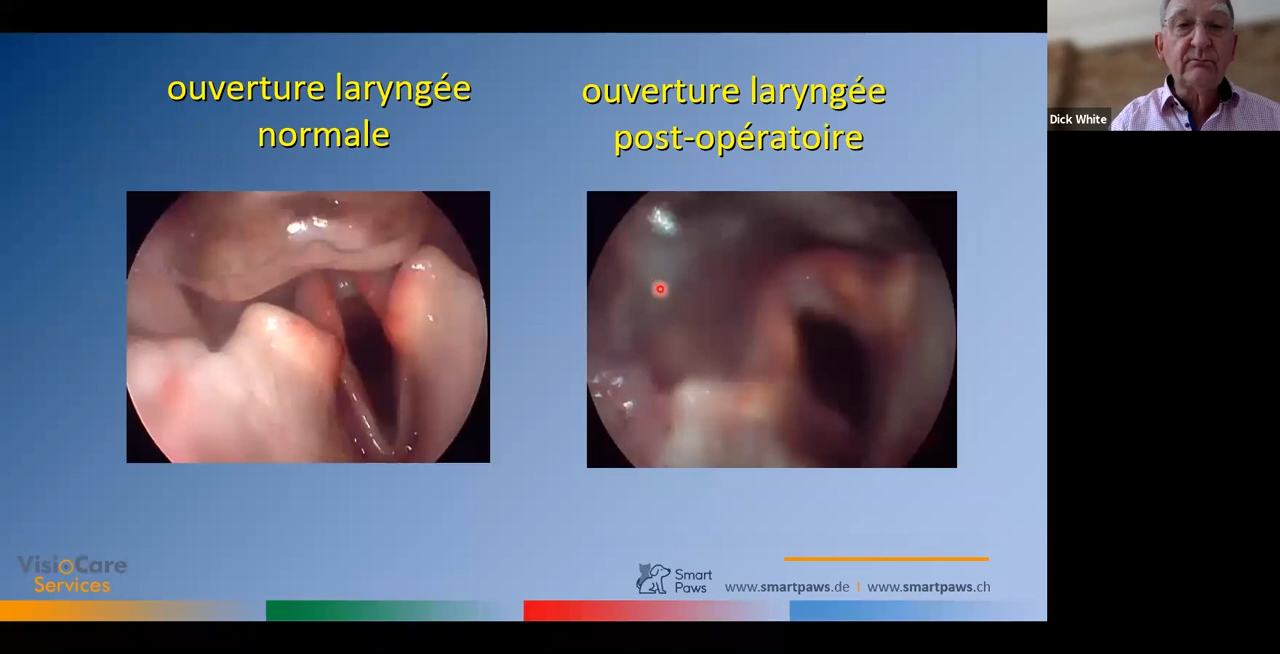 ouverture laryngée
normale
ouverture laryngée
post-opératoire
Dick White
VisioCare
Services
Smart
Paws
www.smartpaws.de | www.smartpaws.ch